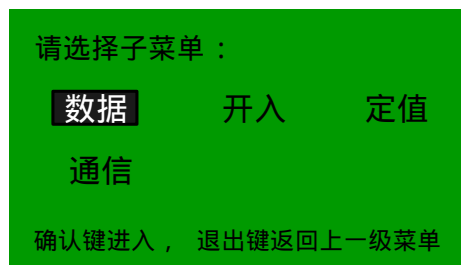 请选择子菜单：
数据 开入 定值
通信
确认键进入， 退出键返回上一级菜单